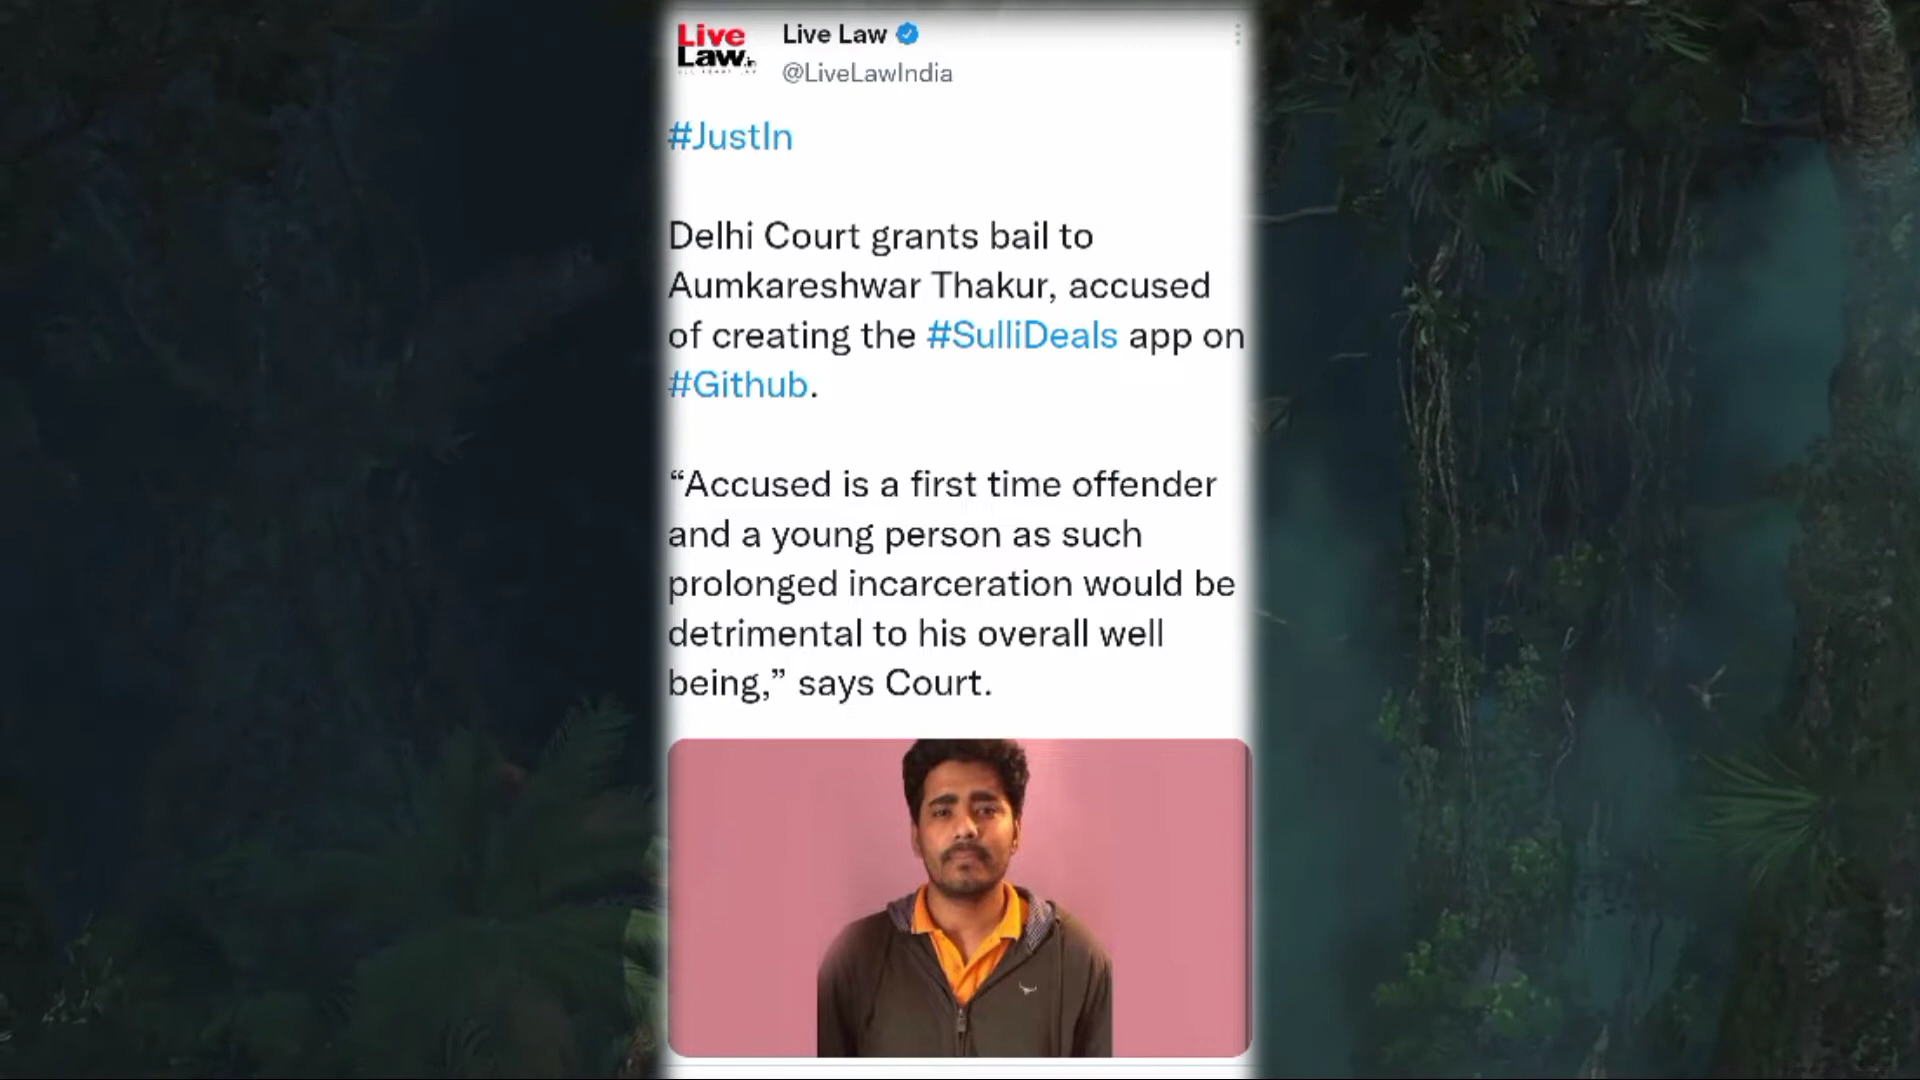 Live
Law.in
Live Law
@LiveLawIndia
#JustIn
Delhi Court grants bail to
Aumkareshwar Thakur, accused
of creating the #SulliDeals app on
#Github.
“Accused is a first time offender
and a young person as such
prolonged incarceration would be
detrimental to his overall well
being,” says Court.